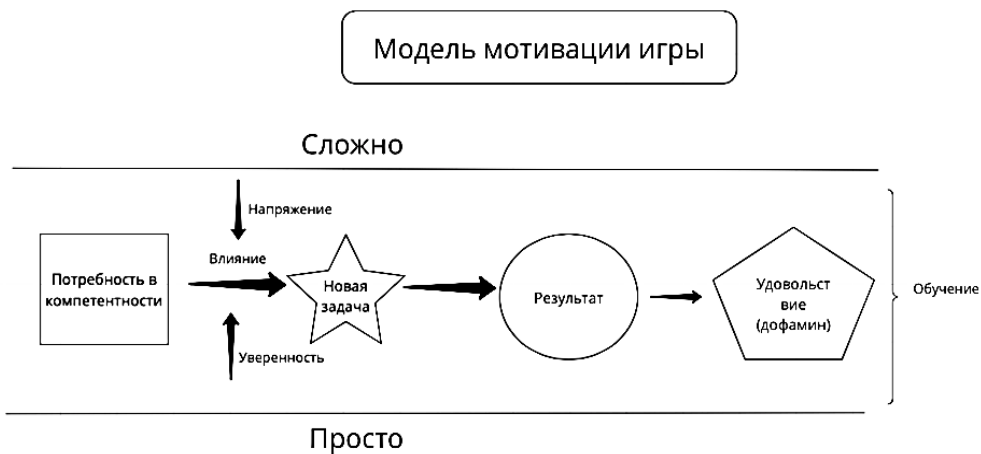 Модель мотивации игры
Сложно
Напряжение
Влияние
Потребность в
компетентности
Новая
задача
Результат
Удовольст
вие
(дофамин)
Обучение
Уверенность
Просто